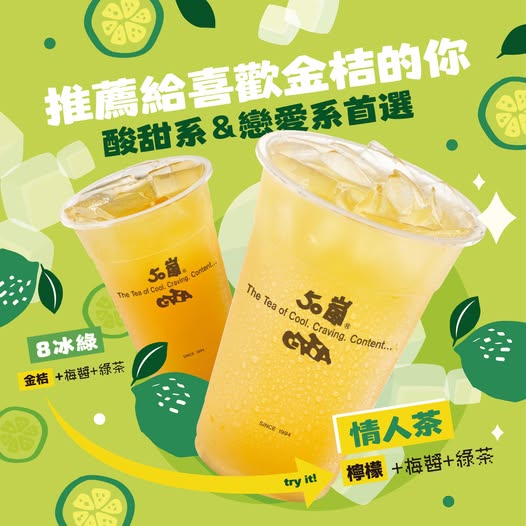 推薦給喜歡金桔的你
酸甜系&戀愛系首選
50嵐®
The Tea of Cool. Craving. Content...
SINCE 1994
50嵐®
The Tea of Cool. Craving. Content...
SINCE 1994
8冰綠
金桔+梅醬+綠茶
try it!
情人茶
檸檬+梅醬+綠茶